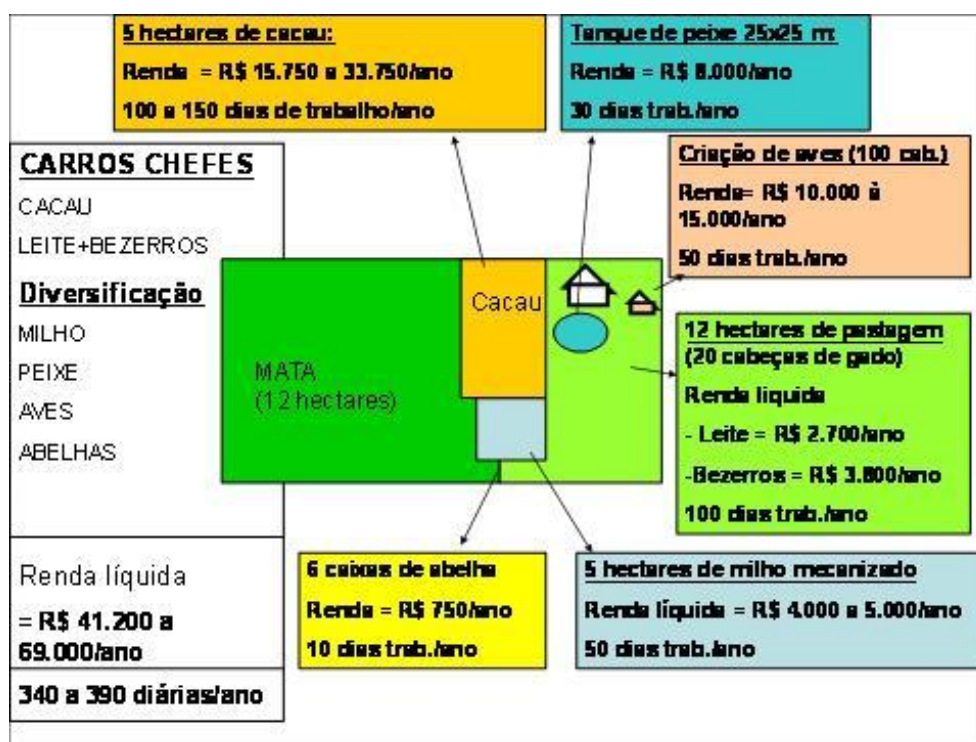 5 hectares de cacau:
Renda = R$ 15.750 a 33.750/ano
100 a 150 dias de trabalho/ano
Tanque de peixe 25x25 m:
Renda = R$ 8.000/ano
30 dias trab./ano
Criação de aves (100 cab.)
Renda= R$ 10.000 à
15.000/ano
50 dias trab./ano
CARROS CHEFES
CACAU
LEITE+BEZERROS
Diversificação
MILHO
PEIXE
AVES
ABELHAS
Cacau
MATA
(12 hectares)
12 hectares de pastagem
(20 cabeças de gado)
Renda líquida
- Leite = R$ 2.700/ano
-Bezerros = R$ 3.800/ano
100 dias trab./ano
Renda líquida
= R$ 41.200 a
69.000/ano
340 a 390 diárias/ano
6 caixas de abelha
Renda = R$ 750/ano
10 dias trab./ano
5 hectares de milho mecanizado
Renda líquida = R$ 4.000 a 5.000/ano
50 dias trab./ano